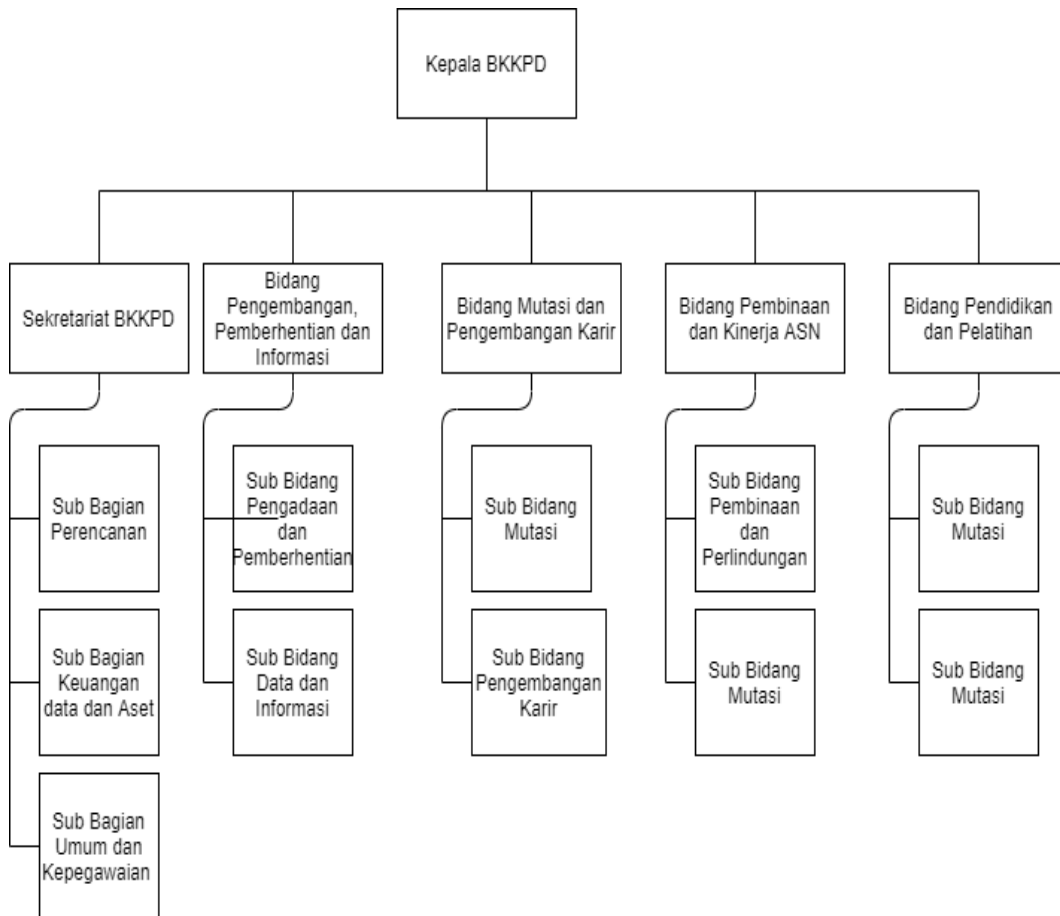 Kepala BKKPD
Sekretariat BKKPD
Bidang
Pengembangan,
Pemberhentian dan
Informasi
Bidang Mutasi dan
Pengembangan Karir
Bidang Pembinaan
dan Kinerja ASN
Bidang Pendidikan
dan Pelatihan
Sub Bagian
Perencanan
Sub Bidang
Pengadaan
dan
Pemberhentian
Sub Bidang
Mutasi
Sub Bidang
Pembinaan
dan
Perlindungan
Sub Bidang
Mutasi
Sub Bagian
Keuangan
data dan Aset
Sub Bidang
Data dan
Informasi
Sub Bidang
Pengembangan
Karir
Sub Bidang
Mutasi
Sub Bidang
Mutasi
Sub Bagian
Umum dan
Kepegawaian